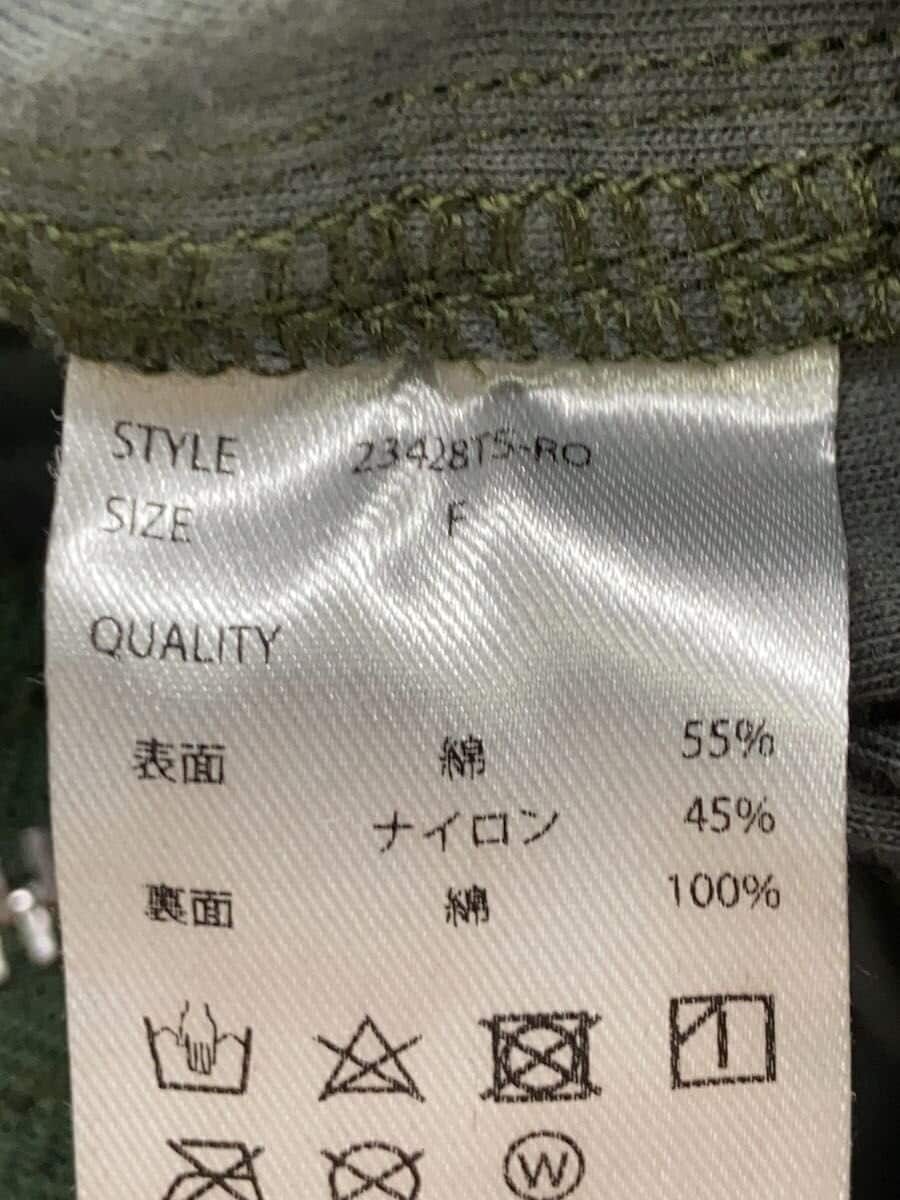 STYLE 23428TS-RO
SIZE F
QUALITY
表面 綿 55%
ナイロン 45%
裏面 綿 100%
W